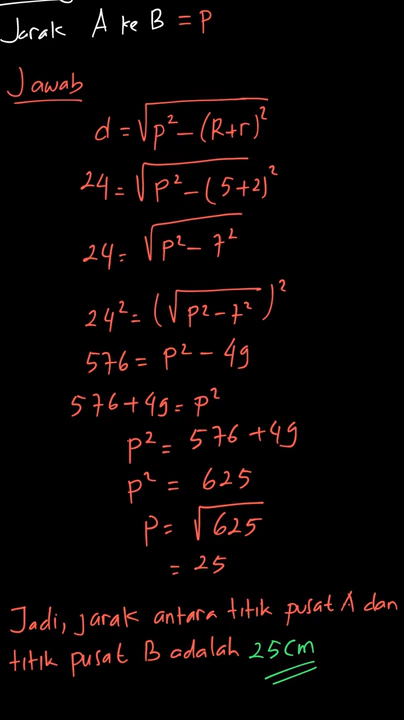 Jarak A ke B = P
Jawab
d = √p² – (R+r)²
24 = √P² – (5+2)²
24 = √P² – 7²
24² = (√P² – 7²)²
576 = P² – 49
576 + 49 = P²
P² = 576 + 49
P² = 625
P = √625
= 25
Jadi, jarak antara titik pusat A dan
titik pusat B adalah 25 cm